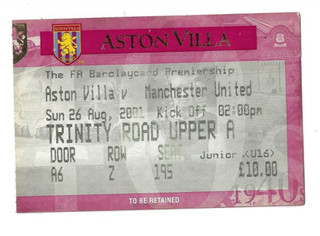 ASTON VILLA
The FA Barclaycard Premiership
Aston Villa v Manchester United
Sun 26 Aug, 2001 Kick Off 02:00pm
TRINITY ROAD UPPER A
DOOR ROW SEAT Junior (U16)
A6 Z 195 £10.00
1940s
TO BE RETAINED